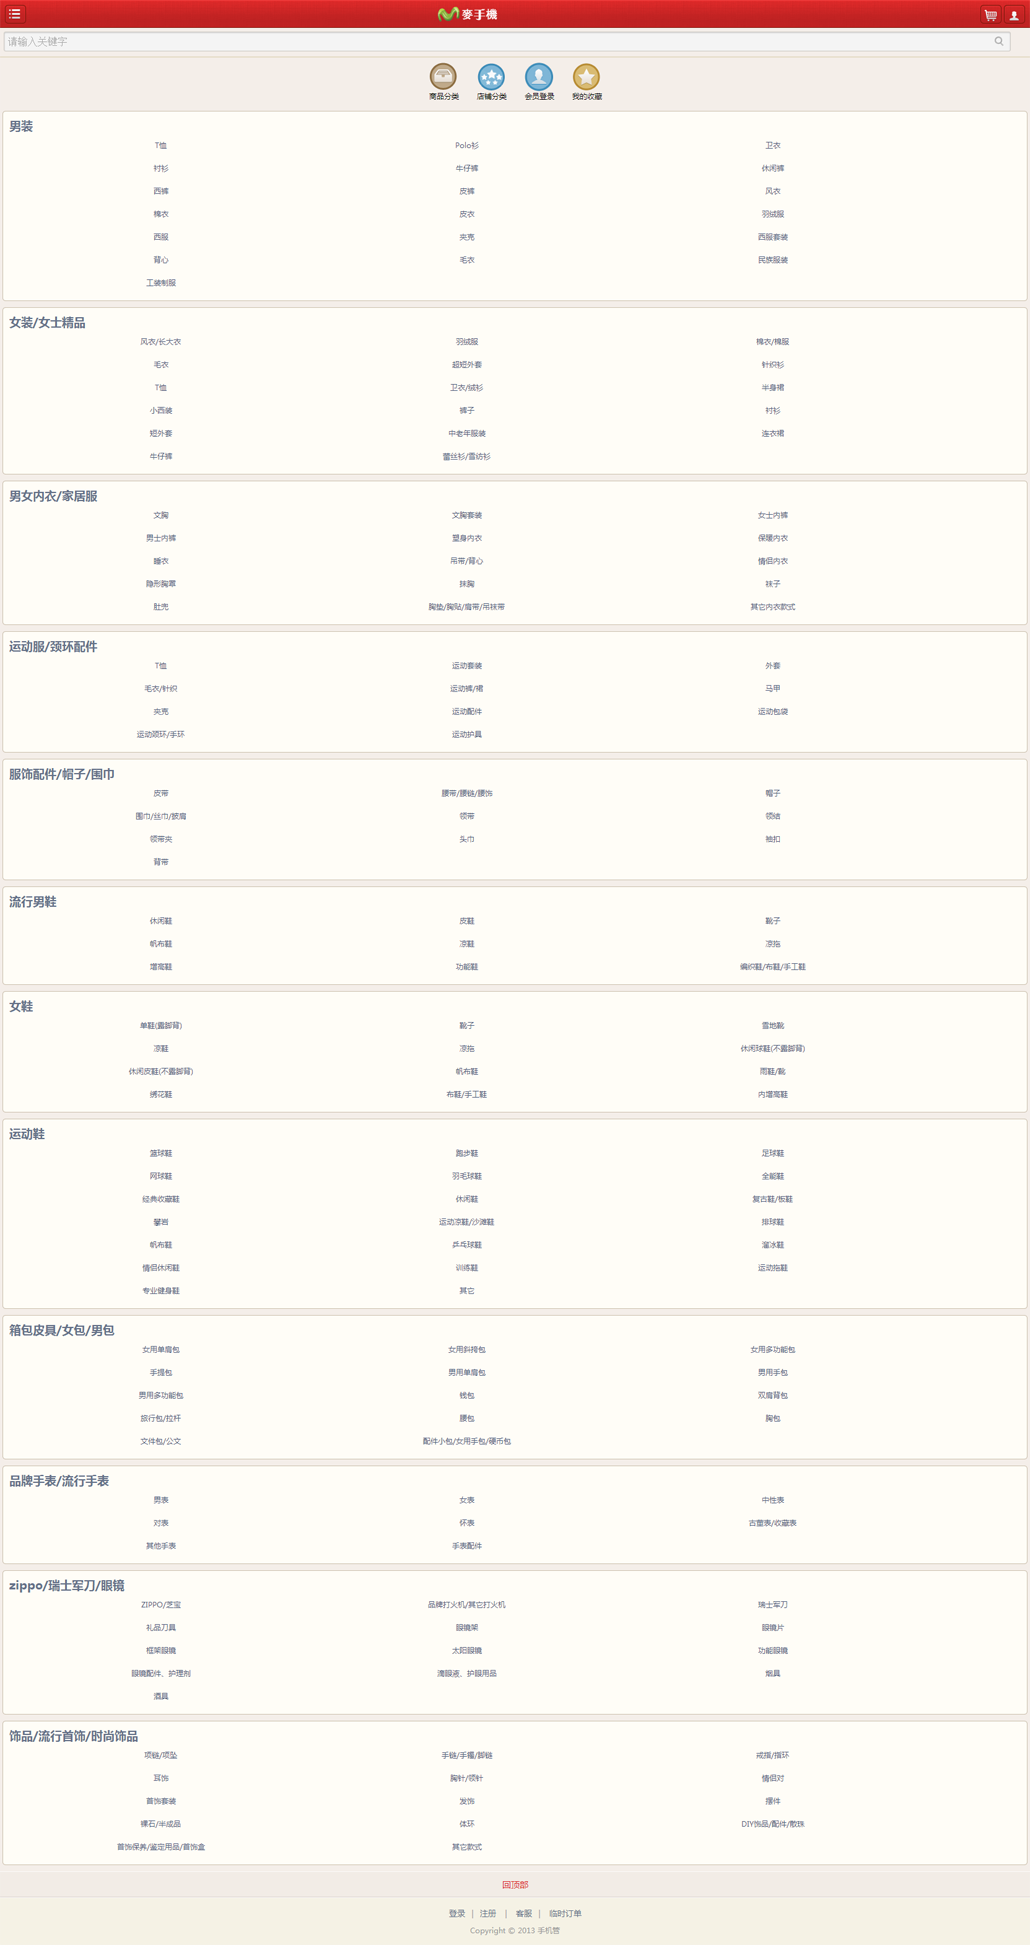 麥手機
请输入关键字
商品分类 店铺分类 会员登录 我的收藏
男装
T恤 Polo衫 卫衣
衬衫 牛仔裤 休闲裤
西裤 皮裤 风衣
棉衣 皮衣 羽绒服
西服 夹克 西服套装
背心 毛衣 民族服装
工装制服
女装/女士精品
风衣/长大衣 羽绒服 棉衣/棉服
毛衣 超短外套 针织衫
T恤 卫衣/绒衫 半身裙
小西装 裤子 衬衫
短外套 中老年服装 连衣裙
牛仔裤 蕾丝衫/雪纺衫
男女内衣/家居服
文胸 文胸套装 女士内裤
男士内裤 塑身内衣 保暖内衣
睡衣 吊带/背心 情侣内衣
隐形胸罩 抹胸 袜子
肚兜 胸垫/胸贴/肩带/吊袜带 其它内衣款式
运动服/颈环配件
T恤 运动套装 外套
毛衣/针织 运动裤/裙 马甲
夹克 运动配件 运动包袋
运动颈环/手环 运动护具
服饰配件/帽子/围巾
皮带 腰带/腰链/腰饰 帽子
围巾/丝巾/披肩 领带 领结
领带夹 头巾 袖扣
背带
流行男鞋
休闲鞋 皮鞋 靴子
帆布鞋 凉鞋 凉拖
增高鞋 功能鞋 编织鞋/布鞋/手工鞋
女鞋
单鞋(露脚背) 靴子 雪地靴
凉鞋 凉拖 休闲球鞋(不露脚背)
休闲皮鞋(不露脚背) 帆布鞋 雨鞋/靴
绣花鞋 布鞋/手工鞋 内增高鞋
运动鞋
篮球鞋 跑步鞋 足球鞋
网球鞋 羽毛球鞋 全能鞋
经典收藏鞋 休闲鞋 复古鞋/板鞋
攀岩 运动凉鞋/沙滩鞋 排球鞋
帆布鞋 乒乓球鞋 溜冰鞋
情侣休闲鞋 训练鞋 运动拖鞋
专业健身鞋 其它
箱包皮具/女包/男包
女用单肩包 女用斜挎包 女用多功能包
手提包 男用单肩包 男用手包
男用多功能包 钱包 双肩背包
旅行包/拉杆 腰包 胸包
文件包/公文 配件小包/女用手包/硬币包
品牌手表/流行手表
男表 女表 中性表
对表 怀表 古董表/收藏表
其他手表 手表配件
zippo/瑞士军刀/眼镜
ZIPPO/芝宝 品牌打火机/其它打火机 瑞士军刀
礼品刀具 眼镜架 眼镜片
框架眼镜 太阳眼镜 功能眼镜
眼镜配件、护理剂 滴眼液、护眼用品 烟具
酒具
饰品/流行首饰/时尚饰品
项链/项坠 手链/手镯/脚链 戒指/指环
耳饰 胸针/领针 情侣对
首饰套装 发饰 摆件
裸石/半成品 体环 DIY饰品/配件/散珠
首饰保养/鉴定用品/首饰盒 其它款式
回顶部
登录 | 注册 | 客服 | 临时订单
Copyright © 2013 手机营